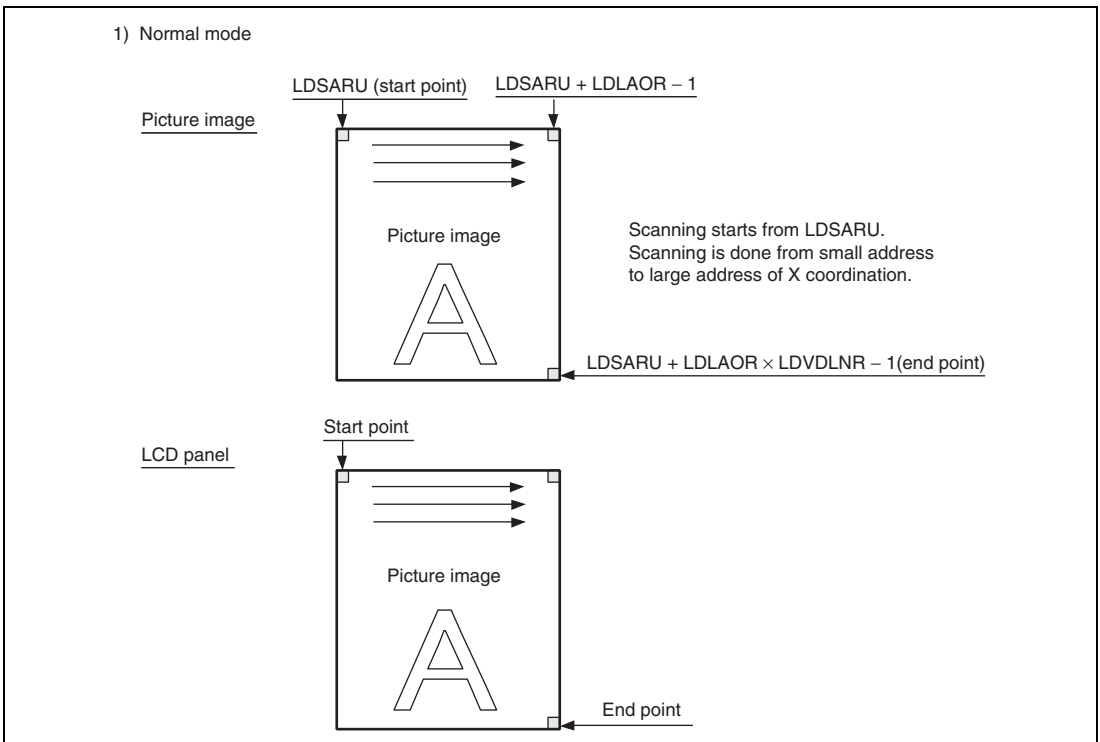 1) Normal mode
LDSARU (start point)
LDSARU + LDLAOR − 1
Picture image
Picture image
A
Scanning starts from LDSARU.
Scanning is done from small address
to large address of X coordination.
LDSARU + LDLAOR × LDVDLNR − 1(end point)
Start point
LCD panel
Picture image
A
End point